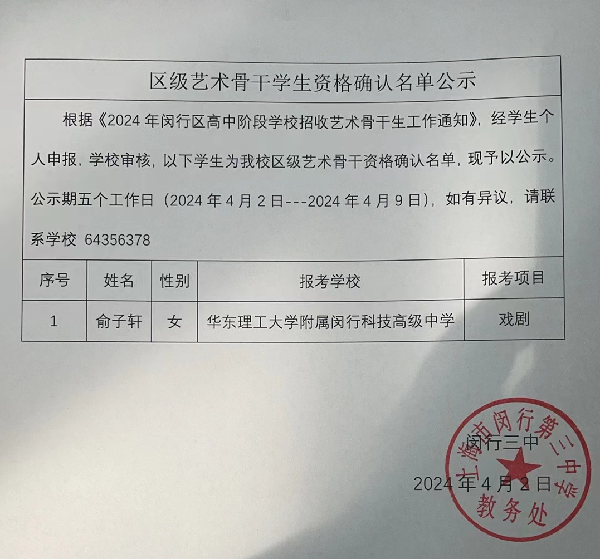 区级艺术骨干学生资格确认名单公示
根据《2024 年闵行区高中阶段学校招收艺术骨干生工作通知》，经学生个
人申报，学校审核，以下学生为我校区级艺术骨干资格确认名单，现予以公示。
公示期五个工作日（2024 年 4 月 2 日---2024 年 4 月 9 日），如有异议，请联
系学校 64356378
序号 姓名 性别 报考学校 报考项目
1 俞子轩 女 华东理工大学附属闵行科技高级中学 戏剧
上海市闵行第三中学
闵行三中
2024 年 4 月 2 日
教务处